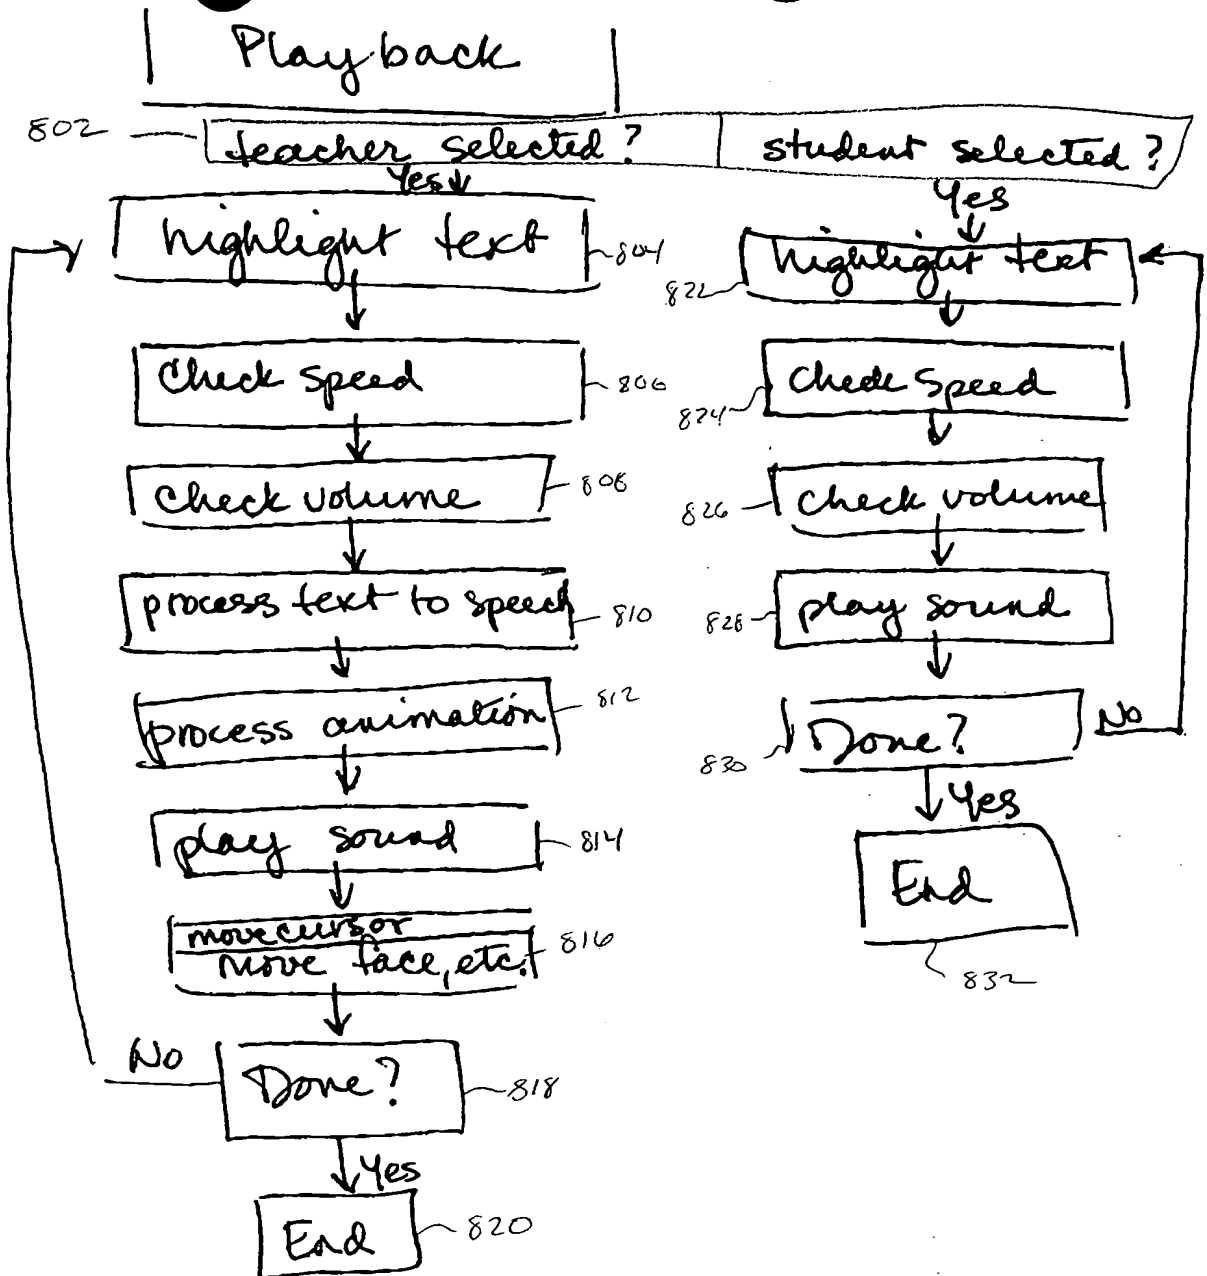 Playback
802
teacher selected? student selected?
Yes Yes
highlight text 804
highlight text
822
Check speed 806
Check Speed
824
Check volume 808
check volume
826
process text to speech 810
play sound
828
process animation 812
Done? No
830
Yes
play sound 814
End
832
move cursor
move face, etc. 816
No
Done? 818
Yes
End 820